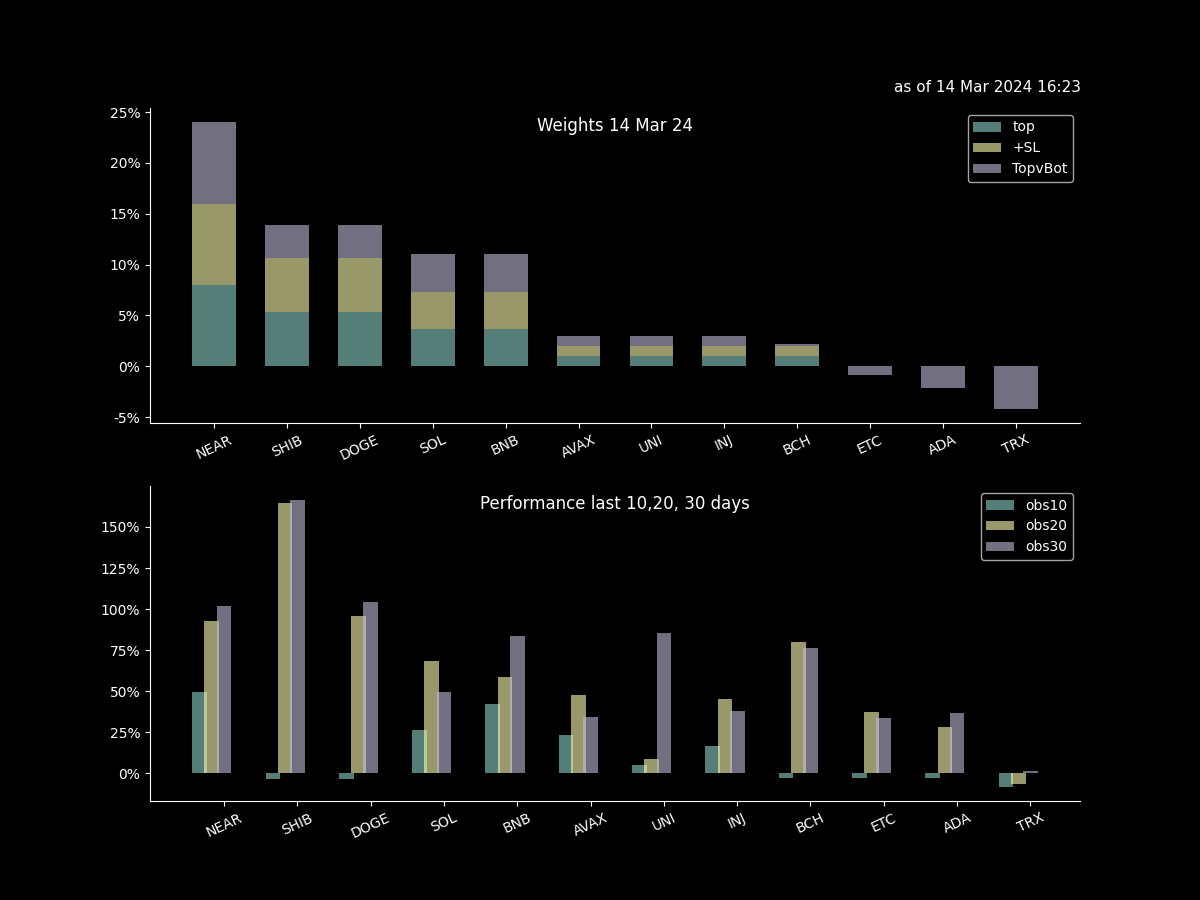 as of 14 Mar 2024 16:23
Weights 14 Mar 24
top
+SL
TopvBot
25%
20%
15%
10%
5%
0%
-5%
NEAR SHIB DOGE SOL BNB AVAX UNI INJ BCH ETC ADA TRX
Performance last 10,20, 30 days
obs10
obs20
obs30
150%
125%
100%
75%
50%
25%
0%
NEAR SHIB DOGE SOL BNB AVAX UNI INJ BCH ETC ADA TRX